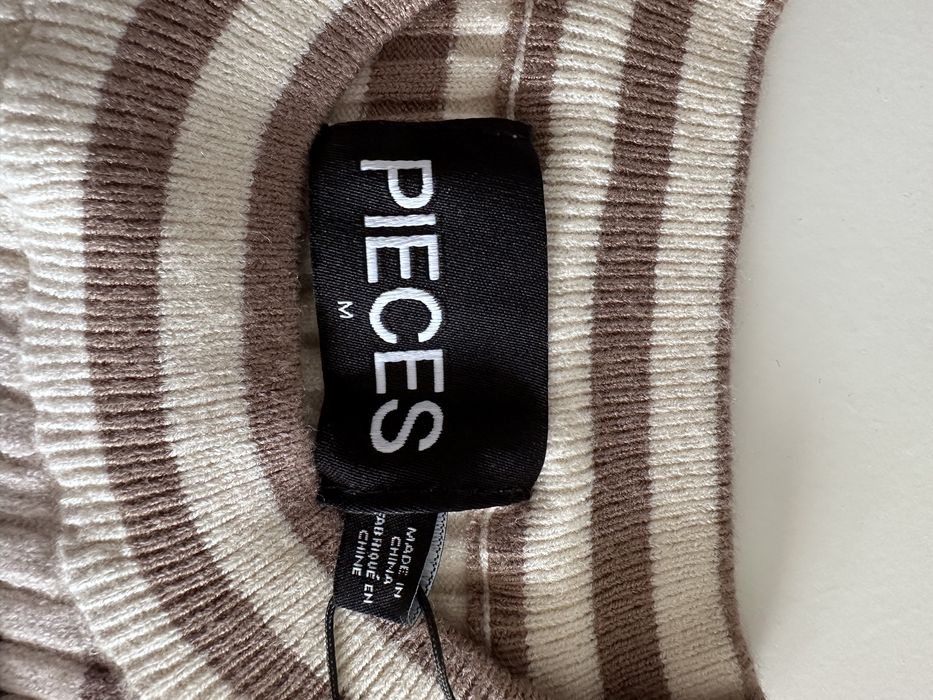 PIECES
M
MADE IN
CHINA
FABRIQUÉ EN
CHINE